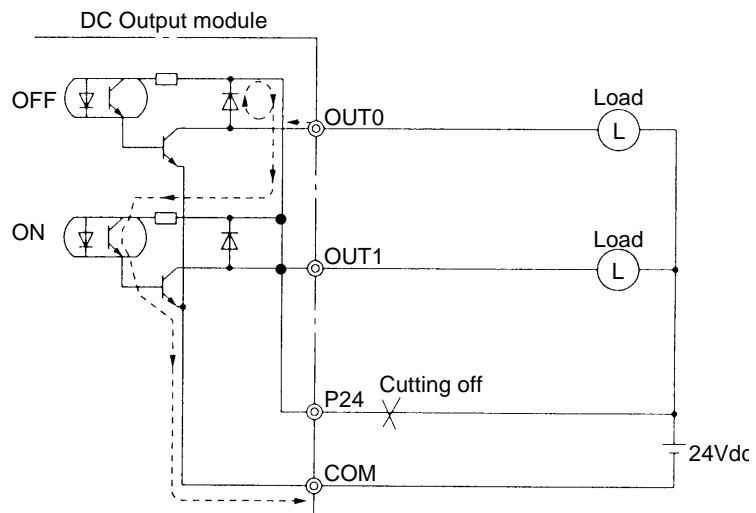 DC Output module
OFF
OUT0
Load
L
ON
OUT1
Load
L
P24
Cutting off
24Vdc
COM